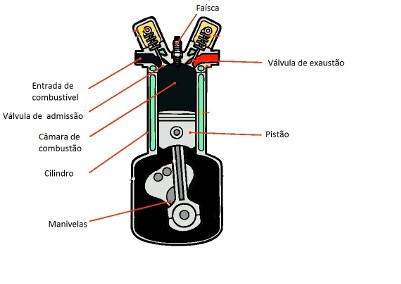 Faísca
Válvula de exaustão
Entrada de
combustível
Válvula de  admissão
Câmara de
combustão
Pistão
Cilindro
Manivelas